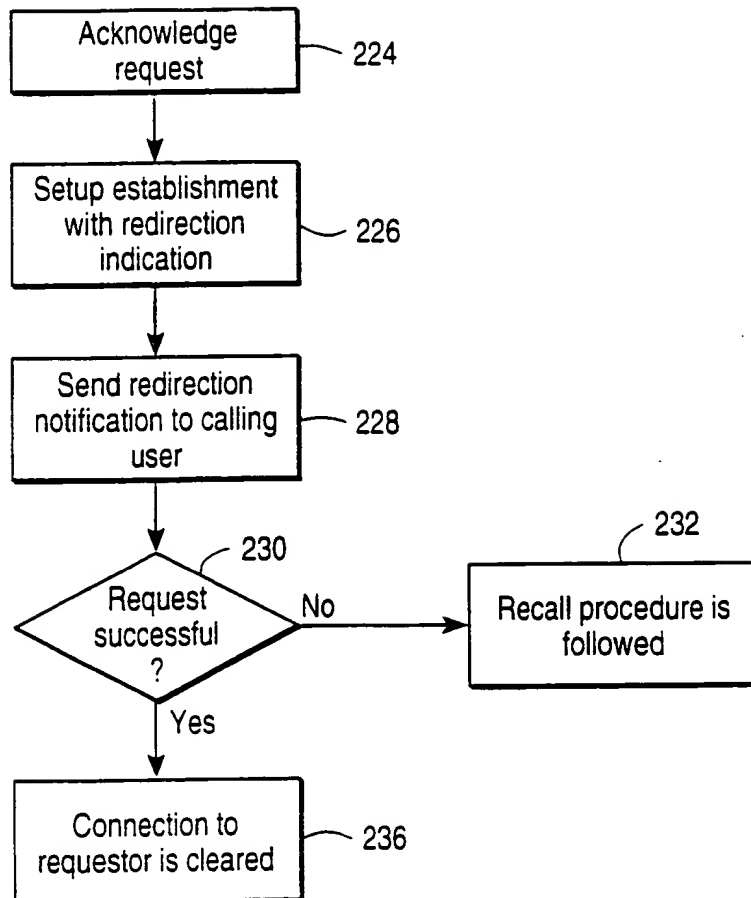 Acknowledge
request
224
Setup establishment
with redirection
indication
226
Send redirection
notification to calling
user
228
230
Request
successful
?
No
232
Recall procedure is
followed
Yes
Connection to
requestor is cleared
236